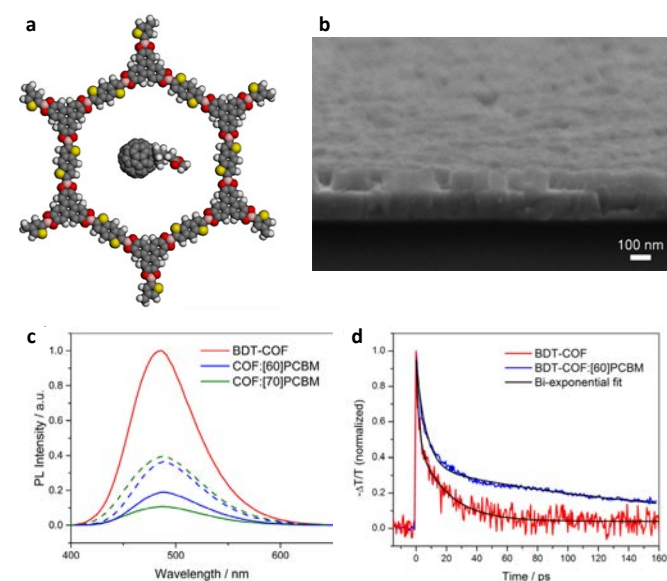 a
b
100 nm
c
d
PL Intensity / a.u.
1.0
0.8
0.6
0.4
0.2
0.0
BDT-COF
COF:[60]PCBM
COF:[70]PCBM
400
500
600
Wavelength / nm
-ΔT/T (normalized)
1.0
0.8
0.6
0.4
0.2
0.0
BDT-COF
BDT-COF:[60]PCBM
Bi-exponential fit
0
20
40
60
80
100
120
140
160
Time / ps